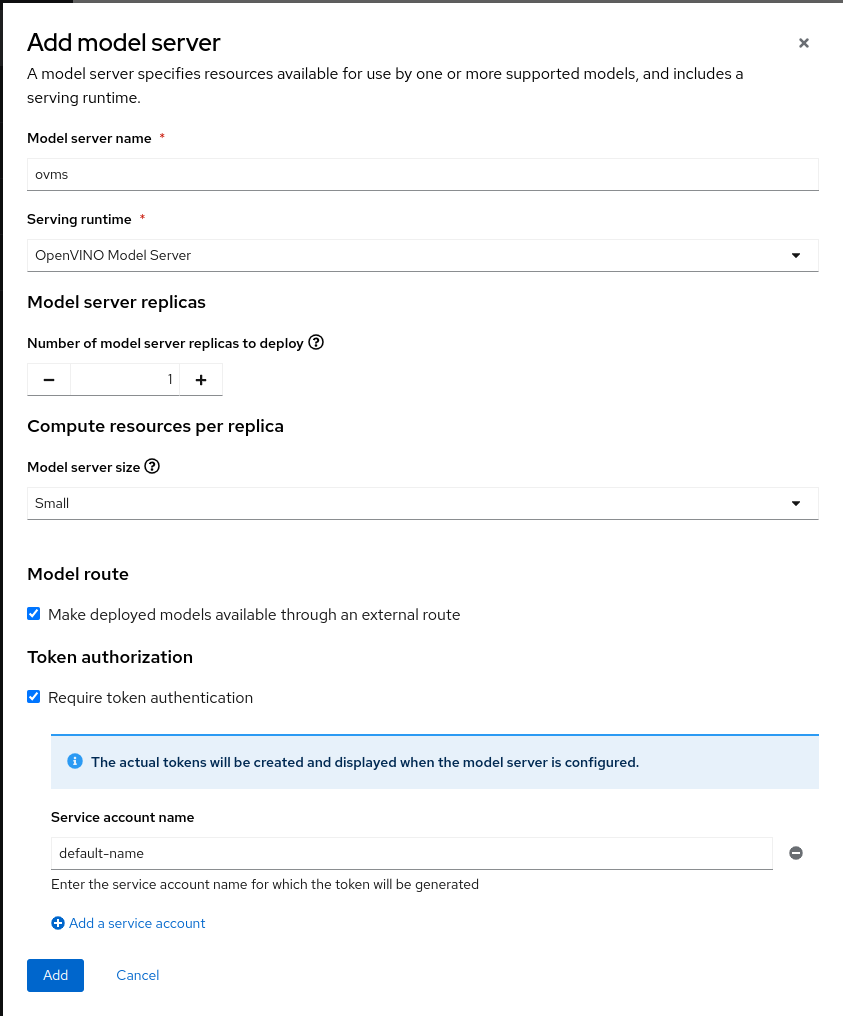 Add model server
A model server specifies resources available for use by one or more supported models, and includes a
serving runtime.
Model server name *
ovms
Serving runtime *
OpenVINO Model Server
Model server replicas
Number of model server replicas to deploy
1
Compute resources per replica
Model server size
Small
Model route
Make deployed models available through an external route
Token authorization
Require token authentication
The actual tokens will be created and displayed when the model server is configured.
Service account name
default-name
Enter the service account name for which the token will be generated
Add a service account
Add Cancel